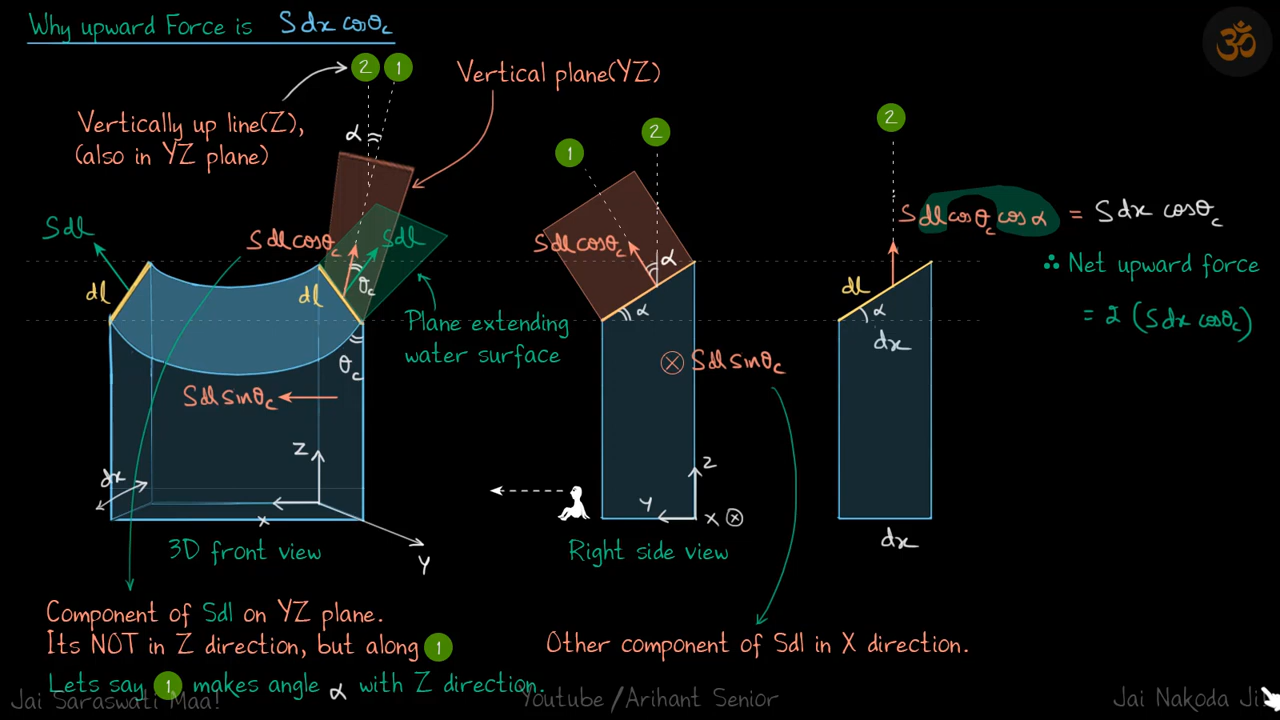 Why upward Force is S dx cosθc
2 1
Vertical plane(YZ)
Vertically up line(Z),
(also in YZ plane)
α
Sdl
Sdl cosθc
Sdl
dl
dl
θc
θc
Plane extending
water surface
Sdl sinθc
dx
Z
X
Y
3D front view
1
2
Sdl cosθc
α
α
⊗ Sdl sinθc
Z
Y
X ⊗
Right side view
2
S dl cosθc cos α = S dx cosθc
dl
α
dx
dx
∴ Net upward force
= 2 (S dx cosθc)
Component of Sdl on YZ plane.
Its NOT in Z direction, but along 1
Lets say 1 makes angle α with Z direction.
Other component of Sdl in X direction.
Jai Saraswati Maa!
Youtube / Arihant Senior
Jai Nakoda Ji!
ॐ